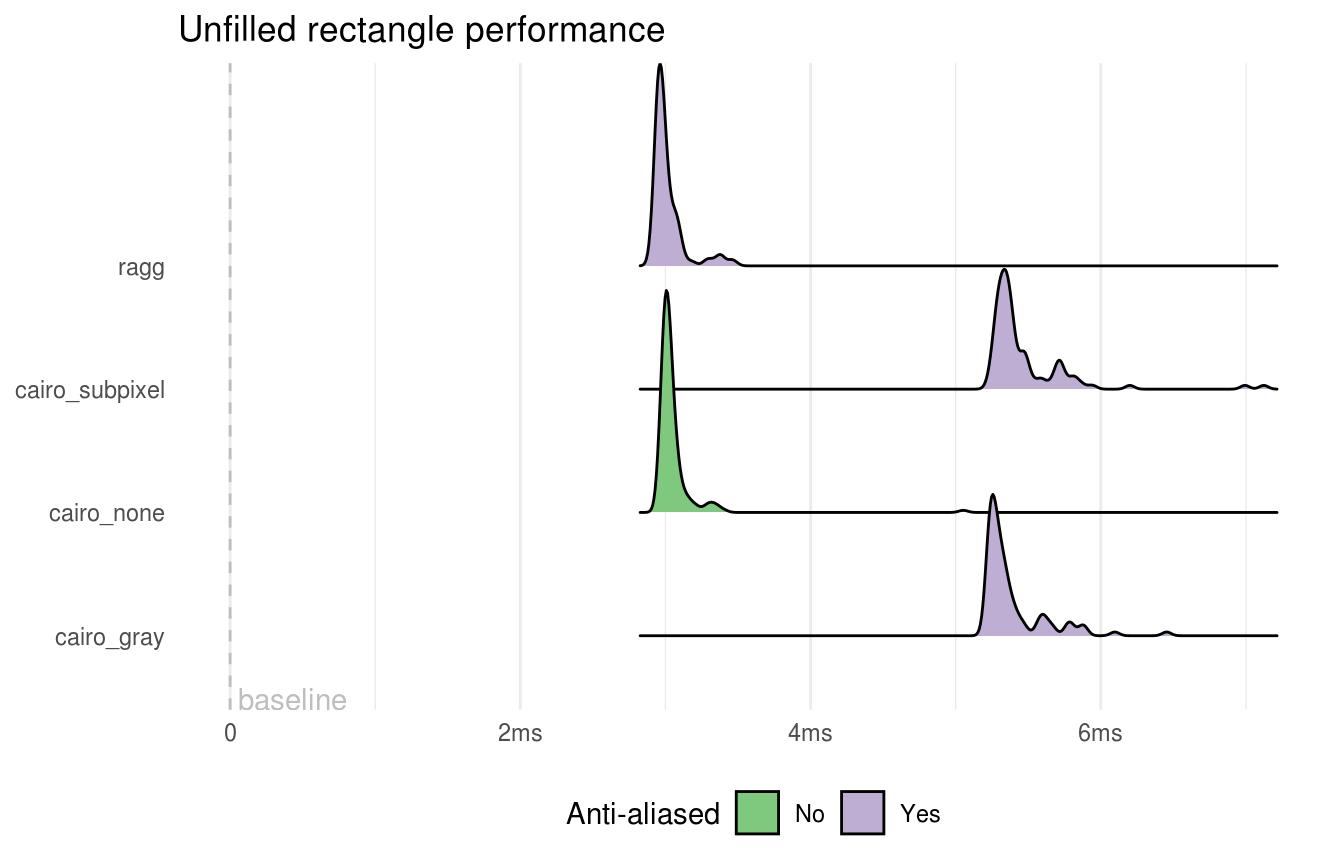 Unfilled rectangle performance
ragg
cairo_subpixel
cairo_none
cairo_gray
baseline
0 2ms 4ms 6ms
Anti-aliased No Yes